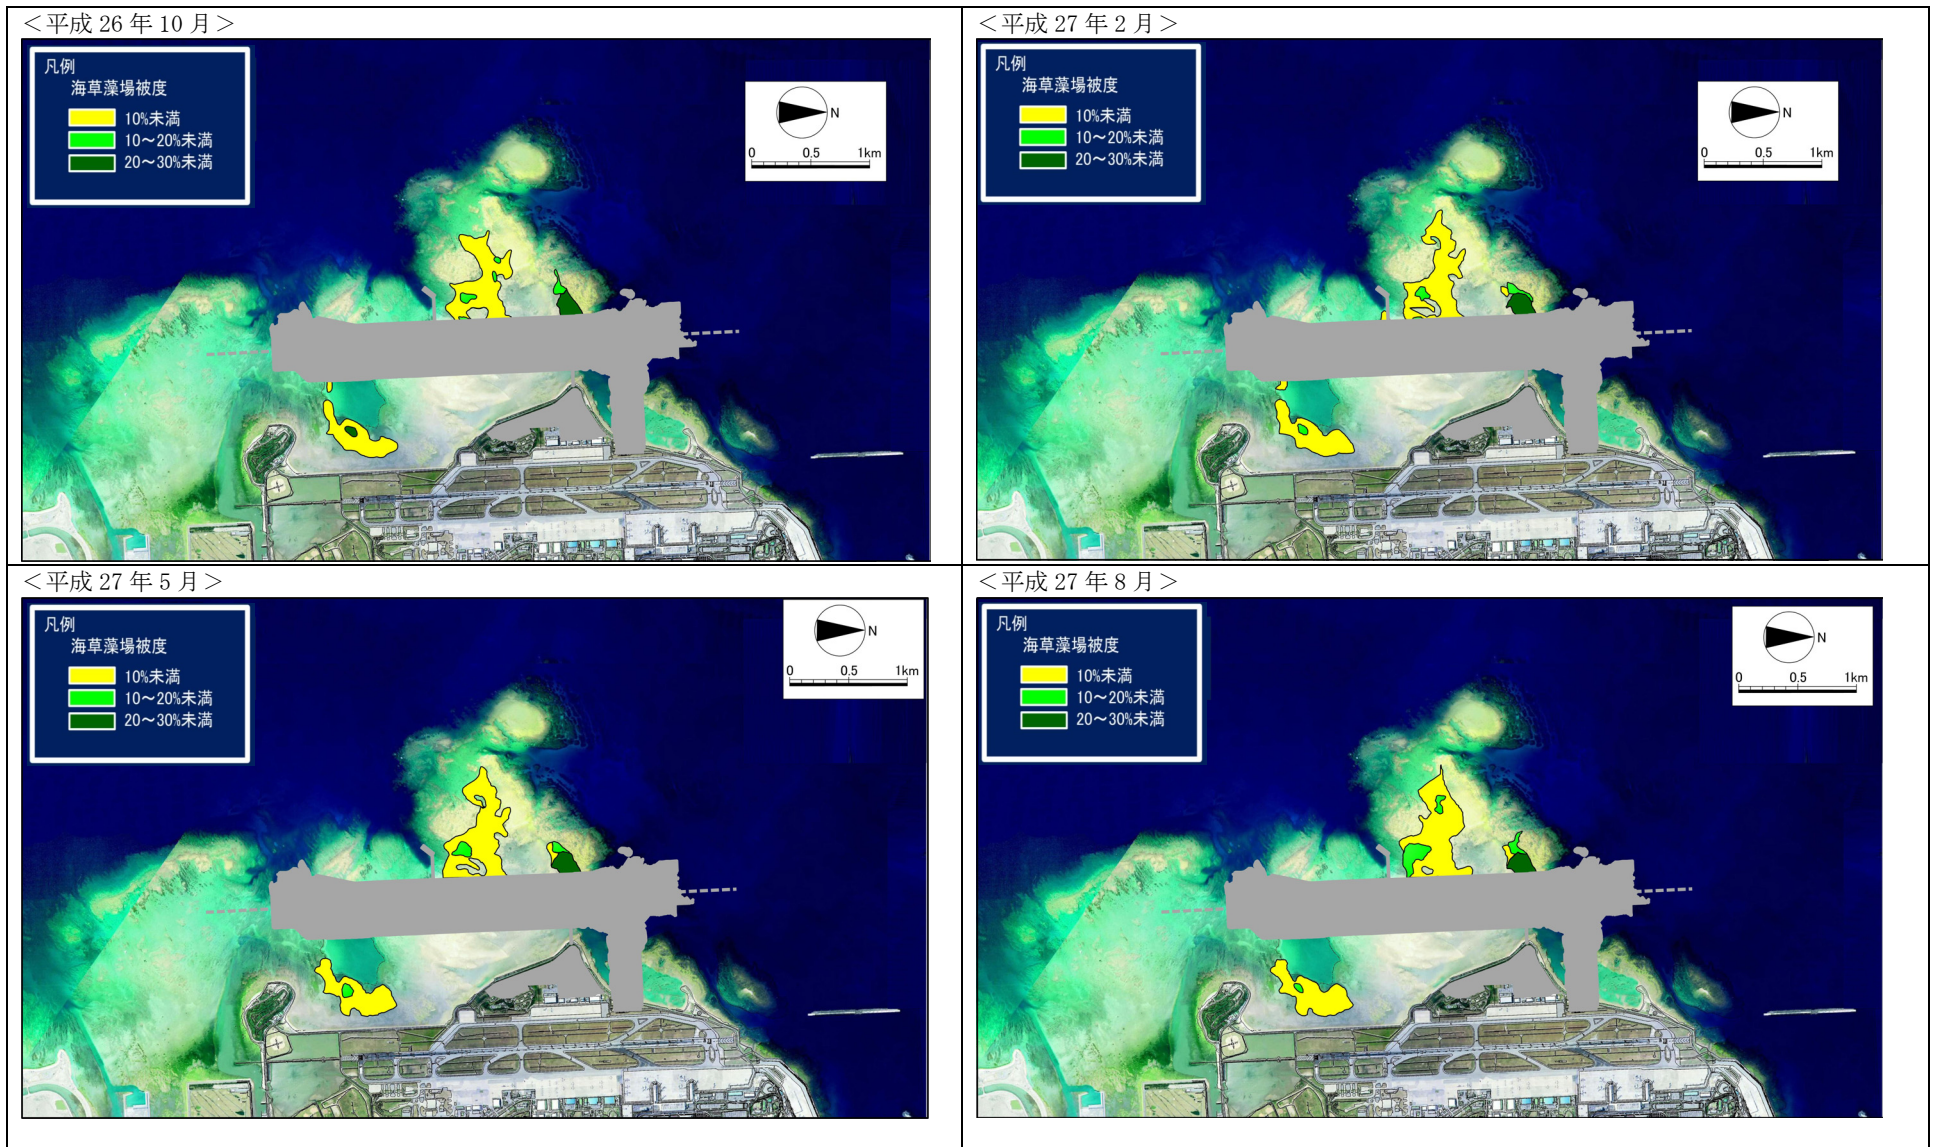 ＜平成 26 年 10 月＞
凡例
海草藻場被度
10%未満
10～20%未満
20～30%未満
N
0 0.5 1km
＜平成 27 年 2 月＞
凡例
海草藻場被度
10%未満
10～20%未満
20～30%未満
N
0 0.5 1km
＜平成 27 年 5 月＞
凡例
海草藻場被度
10%未満
10～20%未満
20～30%未満
N
0 0.5 1km
＜平成 27 年 8 月＞
凡例
海草藻場被度
10%未満
10～20%未満
20～30%未満
N
0 0.5 1km